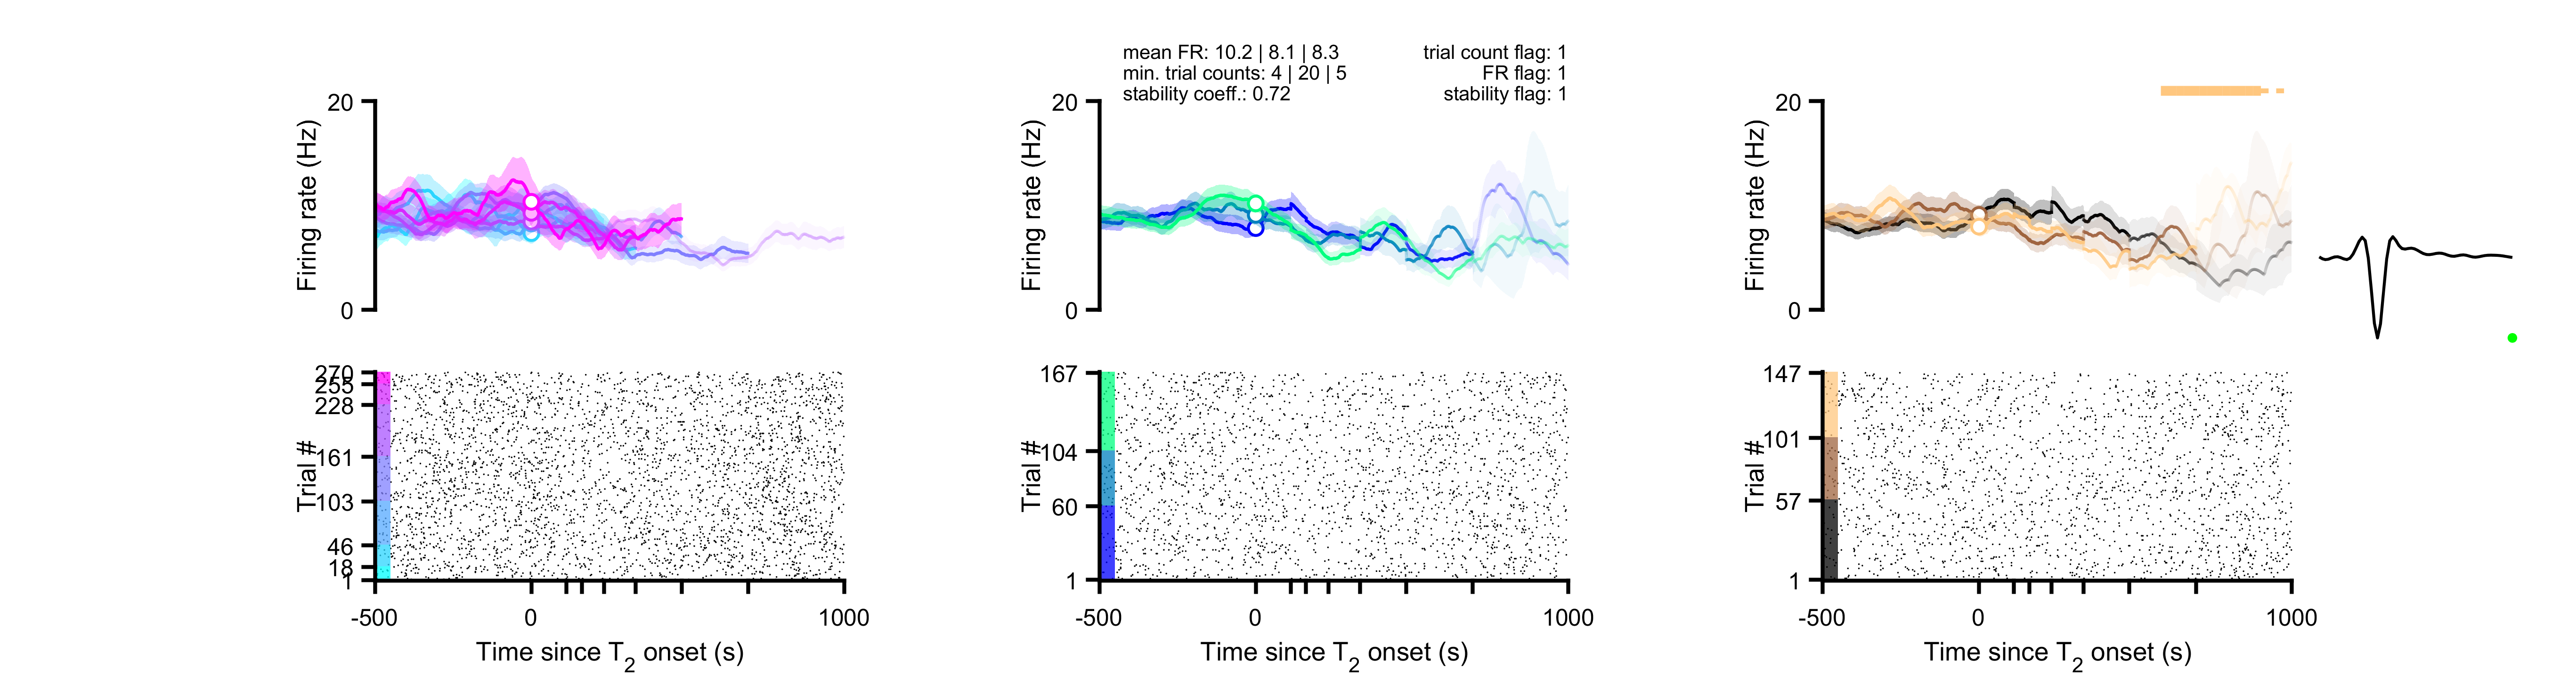 mean FR: 10.2 | 8.1 | 8.3
min. trial counts: 4 | 20 | 5
stability coeff.: 0.72
trial count flag: 1
FR flag: 1
stability flag: 1
20
Firing rate (Hz)
0
20
Firing rate (Hz)
0
20
Firing rate (Hz)
0
270
255
228
161
103
46
18
1
Trial #
-500
0
1000
Time since T2 onset (s)
167
104
60
1
Trial #
-500
0
1000
Time since T2 onset (s)
147
101
57
1
Trial #
-500
0
1000
Time since T2 onset (s)